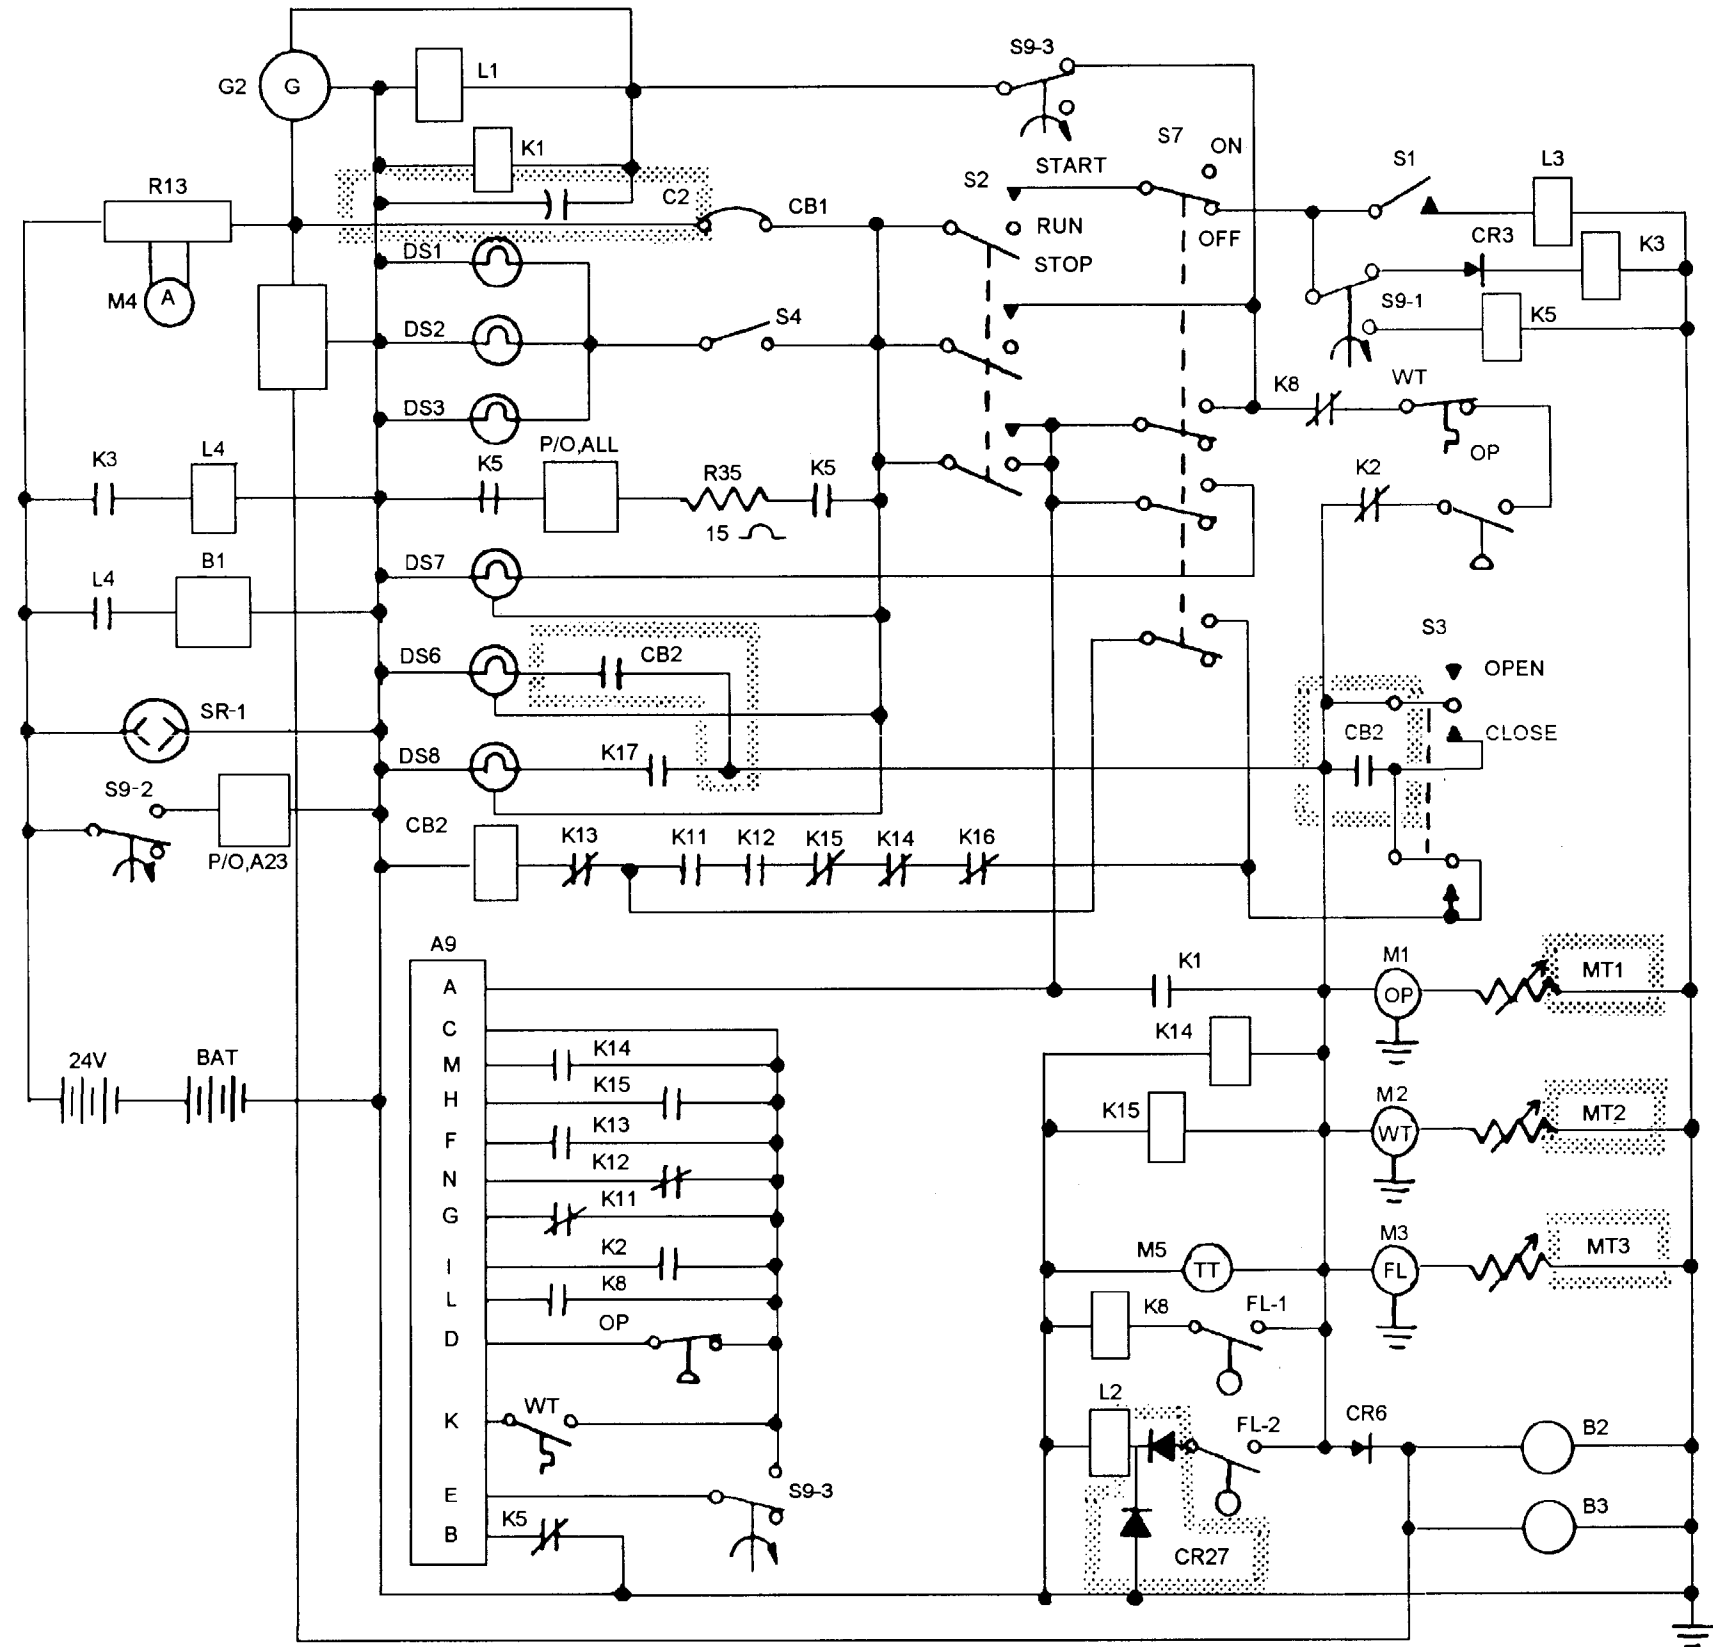 S9-3
G2
G
L1
K1
C2
S7
ON
START
S2
S1
L3
R13
CB1
RUN
OFF
STOP
CR3
K3
DS1
M4
A
S9-1
K5
DS2
S4
K8
WT
DS3
OP
K3
L4
K5
P/O,ALL
R35
K5
K2
15
L4
B1
DS7
S3
DS6
CB2
OPEN
SR-1
CB2
CLOSE
DS8
K17
S9-2
P/O,A23
CB2
K13
K11
K12
K15
K14
K16
A9
A
K1
M1
OP
MT1
C
K14
M
K14
24V
BAT
K15
H
K15
M2
WT
MT2
K13
F
K12
N
K11
G
K2
I
M5
TT
M3
FL
MT3
K8
L
K8
FL-1
OP
D
WT
K
L2
FL-2
CR6
B2
S9-3
E
K5
B
B3
CR27